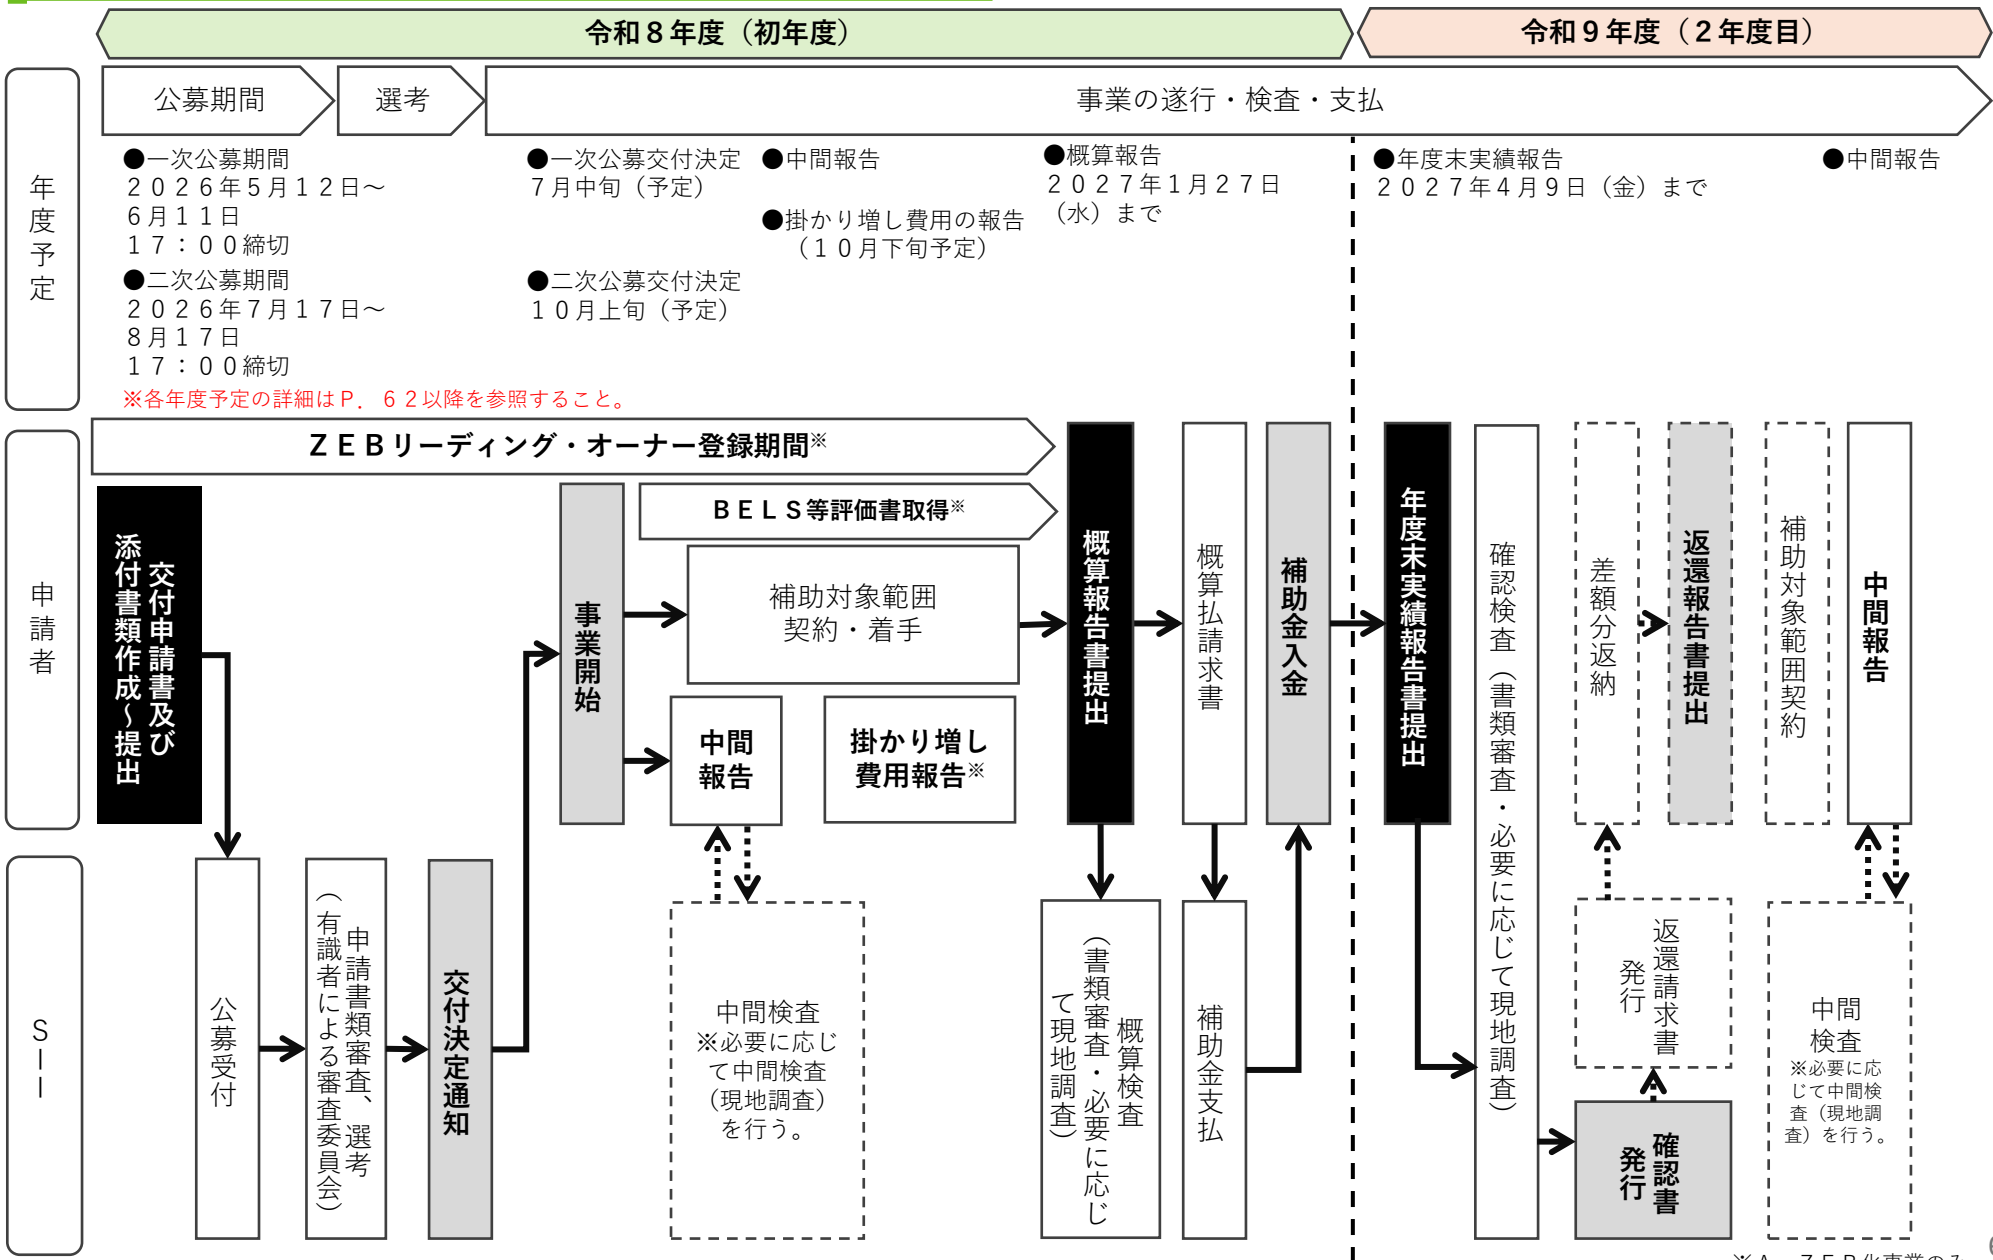 令和８年度（初年度）
令和９年度（２年度目）
公募期間
選考
事業の遂行・検査・支払
年度予定
●一次公募期間
２０２６年５月１２日～
６月１１日
１７：００締切
●二次公募期間
２０２６年７月１７日～
８月１７日
１７：００締切
※各年度予定の詳細はＰ．６２以降を参照すること。
●一次公募交付決定
７月中旬（予定）
●二次公募交付決定
１０月上旬（予定）
●中間報告
●掛かり増し費用の報告
（１０月下旬予定）
●概算報告
２０２７年１月２７日
（水）まで
●年度末実績報告
２０２７年４月９日（金）まで
●中間報告
申請者
ＺＥＢリーディング・オーナー登録期間※
ＢＥＬＳ等評価書取得※
交付申請書及び
添付書類作成～提出
事業開始
補助対象範囲
契約・着手
中間
報告
掛かり増し
費用報告※
概算報告書提出
概算払請求書
補助金入金
年度末実績報告書提出
確認検査（書類審査・必要に応じて現地調査）
差額分返納
返還報告書提出
補助対象範囲契約
中間報告
ＳＩＩ
公募受付
申請書類審査、選考
（有識者による審査委員会）
交付決定通知
中間検査
※必要に応じ
て中間検査
（現地調査）
を行う。
概算検査
（書類審査・必要に応じ
て現地調査）
補助金支払
返還請求書
発行
確認書
発行
中間
検査
※必要に応
じて中間検
査（現地調
査）を行う。